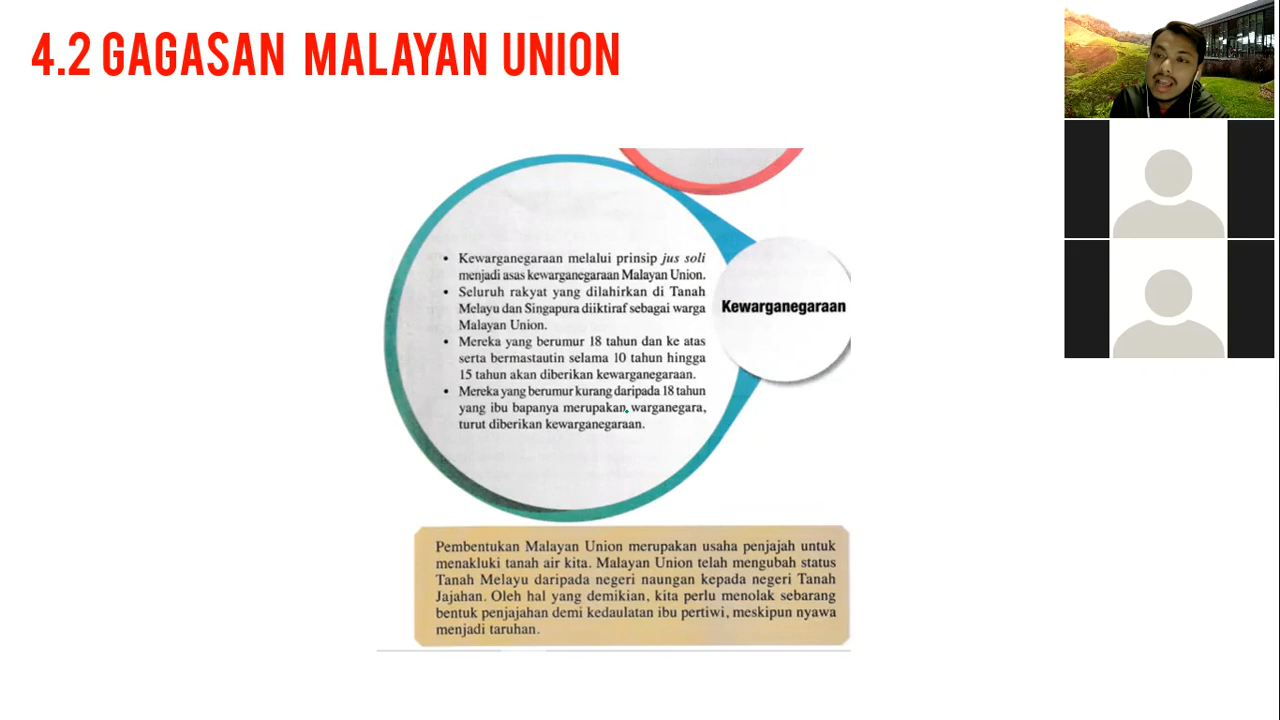 4.2 GAGASAN MALAYAN UNION
• Kewarganegaraan melalui prinsip jus soli
menjadi asas kewarganegaraan Malayan Union.
• Seluruh rakyat yang dilahirkan di Tanah
Melayu dan Singapura diiktiraf sebagai warga
Malayan Union.
• Mereka yang berumur 18 tahun dan ke atas
serta bermastautin selama 10 tahun hingga
15 tahun akan diberikan kewarganegaraan.
• Mereka yang berumur kurang daripada 18 tahun
yang ibu bapanya merupakan warganegara,
turut diberikan kewarganegaraan.
Kewarganegaraan
Pembentukan Malayan Union merupakan usaha penjajah untuk
menakluki tanah air kita. Malayan Union telah mengubah status
Tanah Melayu daripada negeri naungan kepada negeri Tanah
Jajahan. Oleh hal yang demikian, kita perlu menolak sebarang
bentuk penjajahan demi kedaulatan ibu pertiwi, meskipun nyawa
menjadi taruhan.